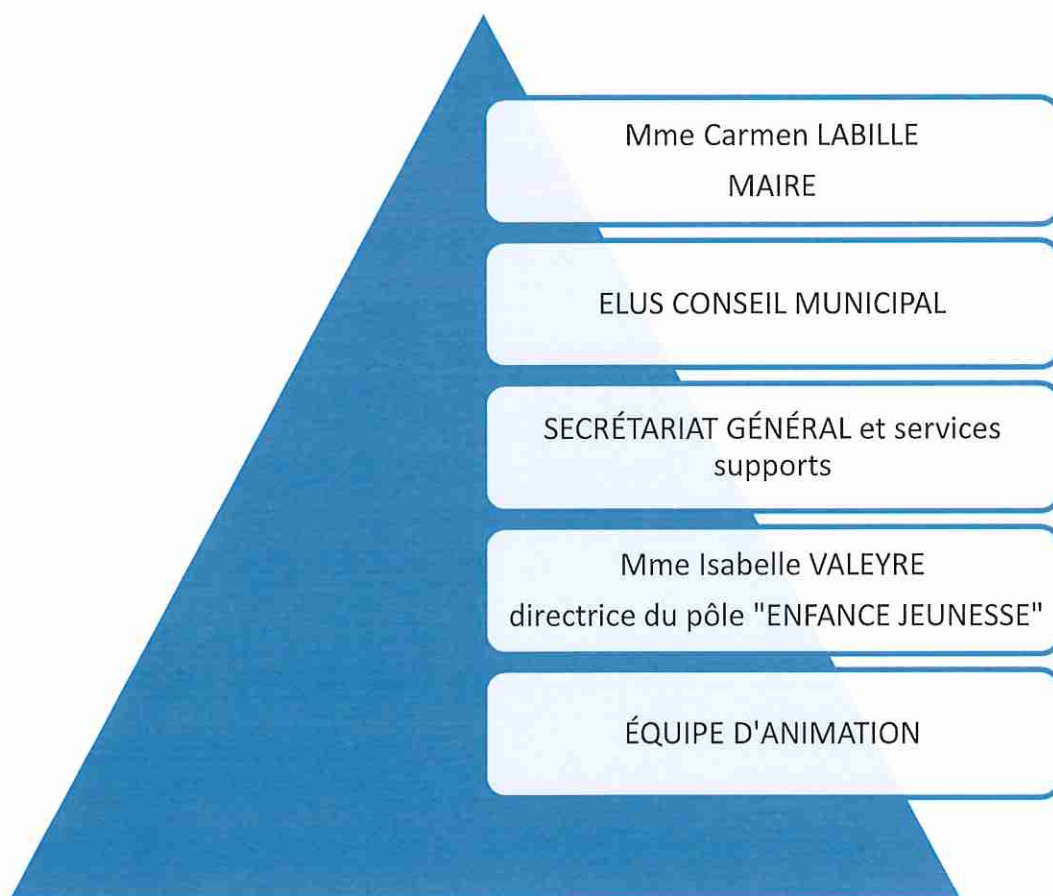 Mme Carmen LABILLE
MAIRE
ELUS CONSEIL MUNICIPAL
SECRÉTARIAT GÉNÉRAL et services
supports
Mme Isabelle VALEYRE
directrice du pôle "ENFANCE JEUNESSE"
ÉQUIPE D'ANIMATION